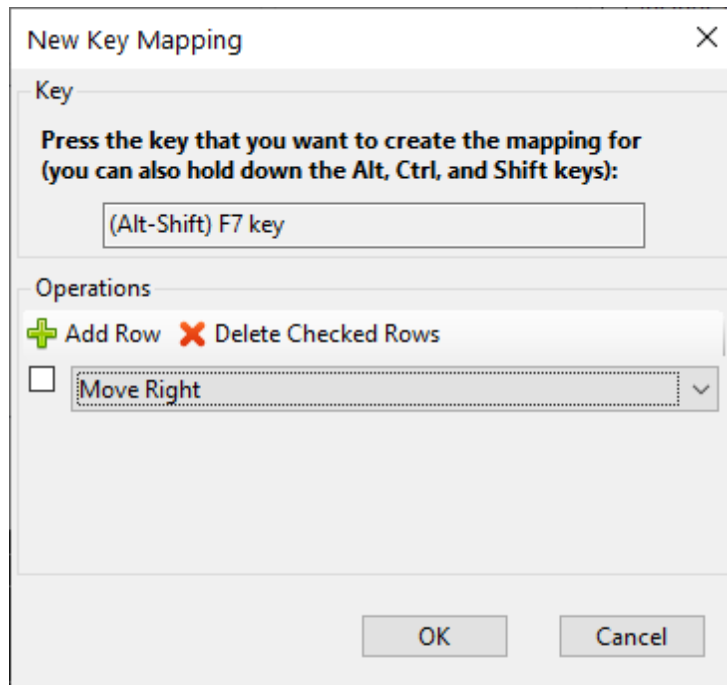 New Key Mapping
Key
Press the key that you want to create the mapping for
(you can also hold down the Alt, Ctrl, and Shift keys):
(Alt-Shift) F7 key
Operations
Add Row Delete Checked Rows
Move Right
OK Cancel